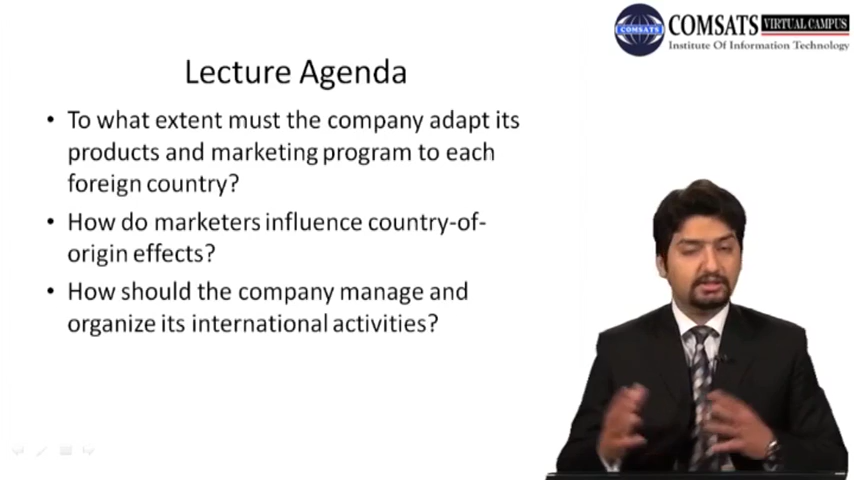 COMSATS VIRTUAL CAMPUS
COMSATS
Institute Of Information Technology
Lecture Agenda
• To what extent must the company adapt its
products and marketing program to each
foreign country?
• How do marketers influence country-of-
origin effects?
• How should the company manage and
organize its international activities?